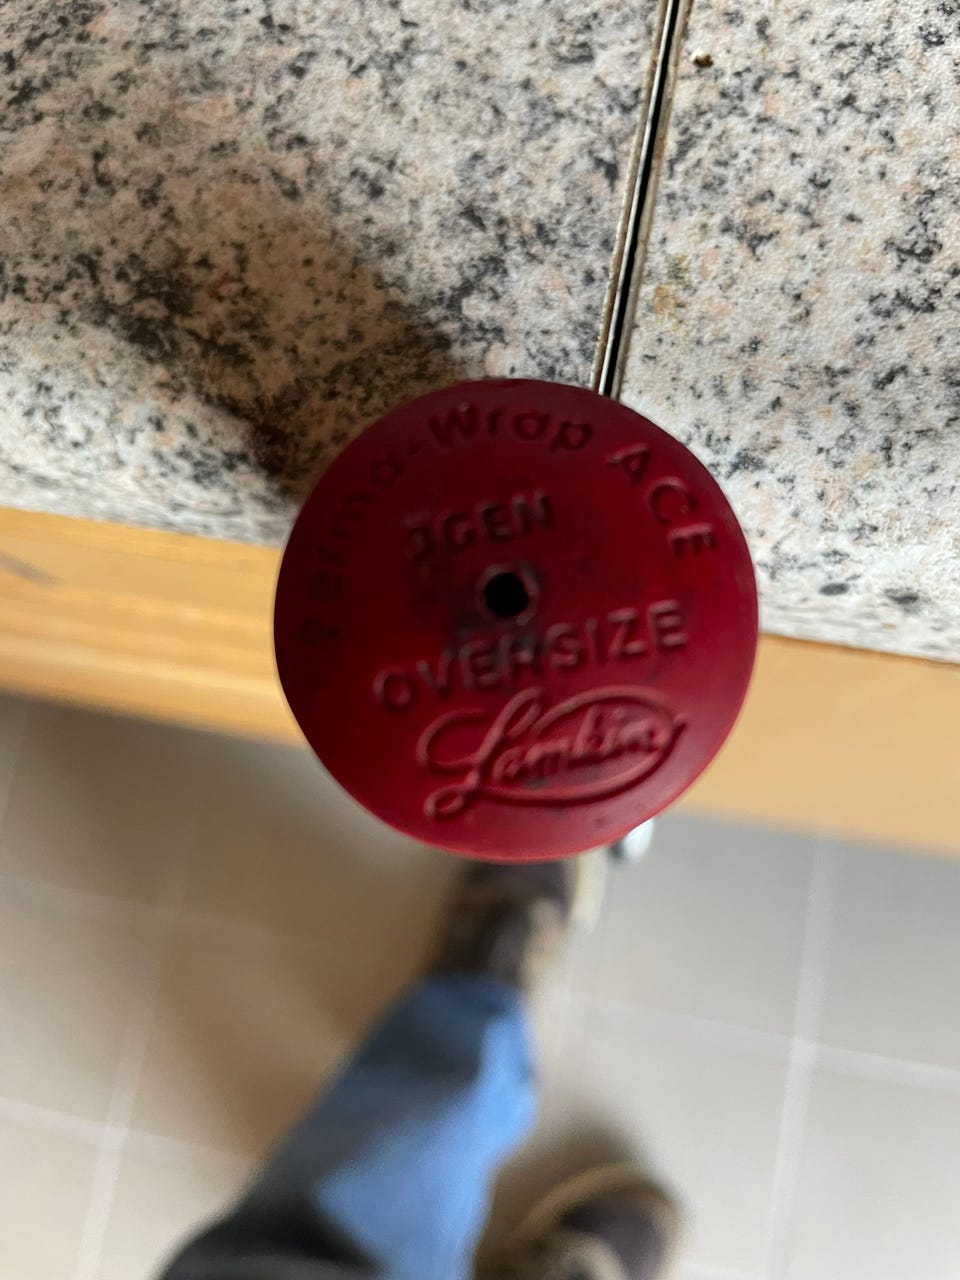 Perma-Wrap ACE
3GEN
OVERSIZE
Lamkin